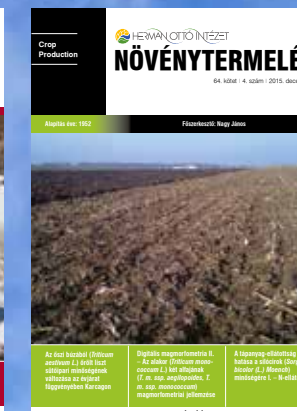 Crop
Production
HERMAN OTTÓ INTÉZET
NÖVÉNYTERMELÉ
64. kötet | 4. szám | 2015. dece
Alapítás éve: 1952
Főszerkesztő: Nagy János
Az őszi búzából (Triticum
aestivum L.) őrölt liszt
sütőipari minőségének
változása az évjárat
függvényében Karcagon
Digitális magmorfometria II.
– Az alakor (Triticum mono-
coccum L.) két alfajának
(T. m. ssp. aegilopoides, T.
m. ssp. monococcum)
magmorfometriai jellemzése
A tápanyag-ellátottság
hatása a silócirok (Sorg
bicolor (L.) Moench)
minőségére I. - N-ellát